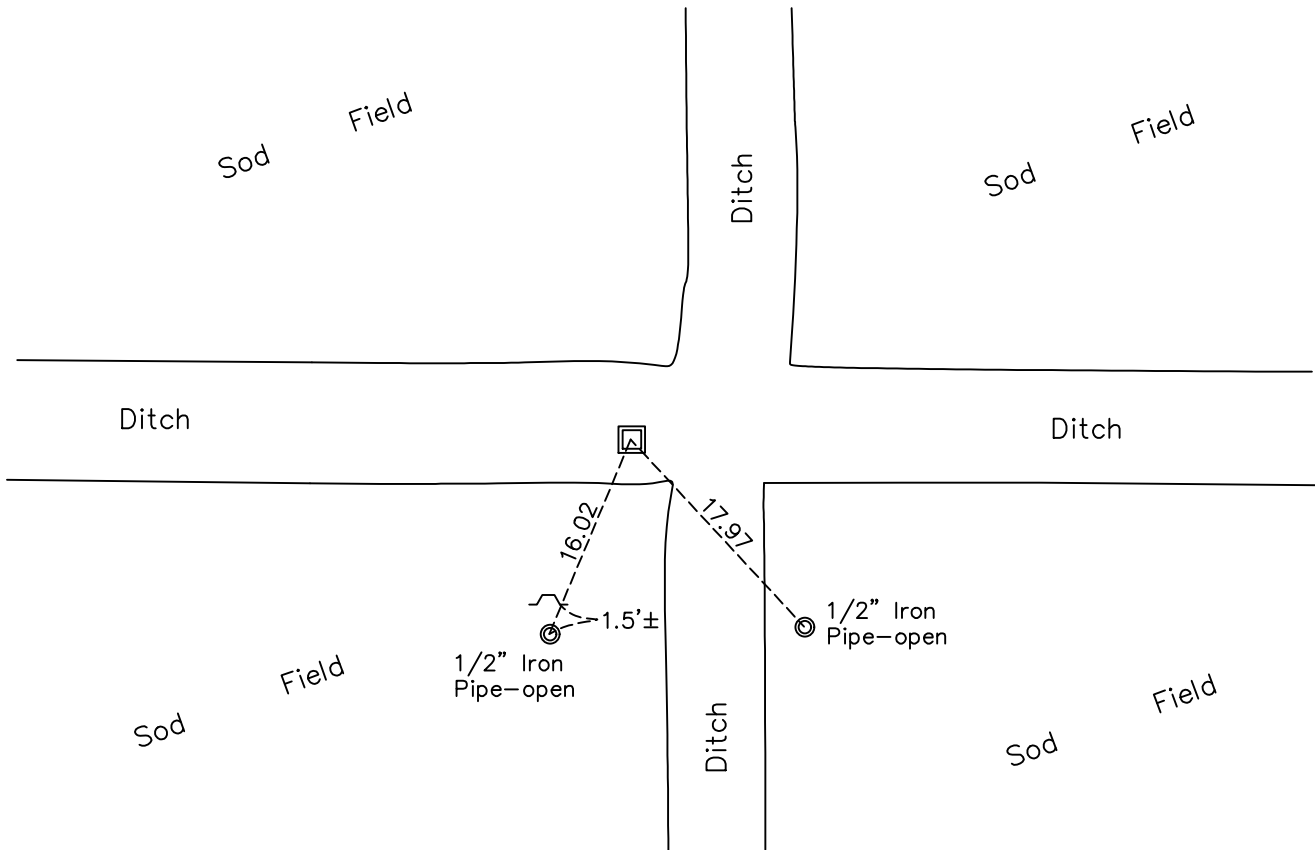 Sod Field
Sod Field
Ditch
Ditch
Ditch
16.02
17.97
1.5'±
1/2" Iron
Pipe-open
1/2" Iron
Pipe-open
Sod Field
Ditch
Sod Field